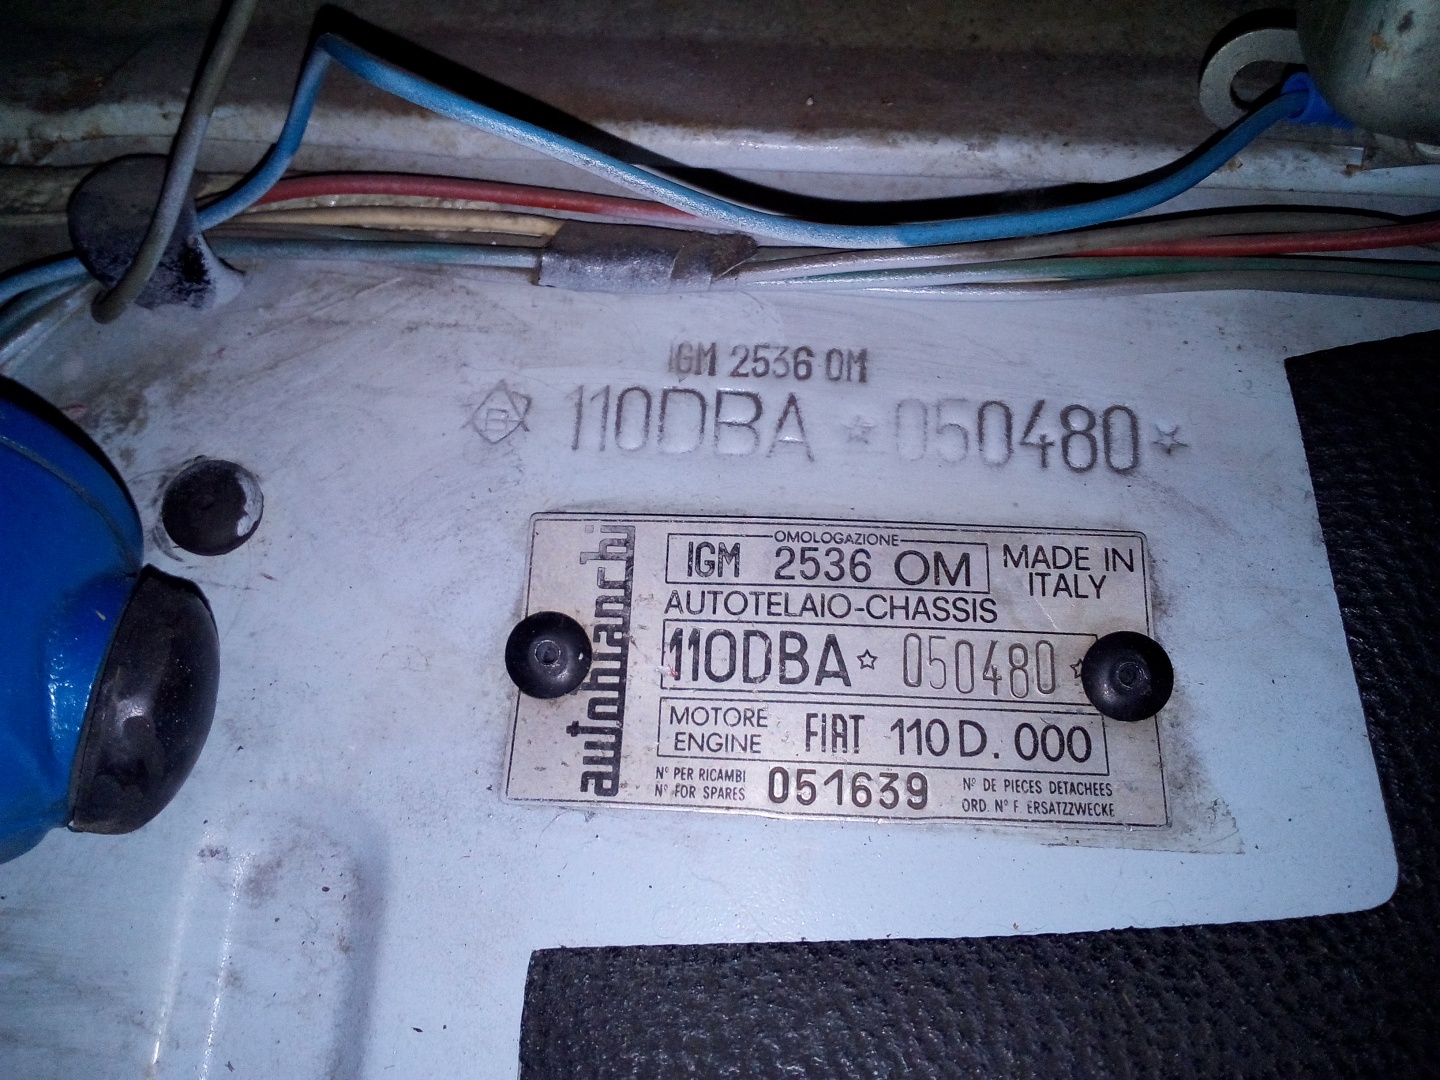 IGM 2536 OM
B 110DBA ☆ 050480 ☆
autobianchi
OMOLOGAZIONE
IGM 2536 OM
MADE IN
ITALY
AUTOTELAIO-CHASSIS
110DBA ☆ 050480 ☆
MOTORE
ENGINE
FIAT 110 D. 000
N° PER RICAMBI
N° FOR SPARES
051639
N° DE PIECES DETACHEES
ORD. N° F. ERSATZZWECKE